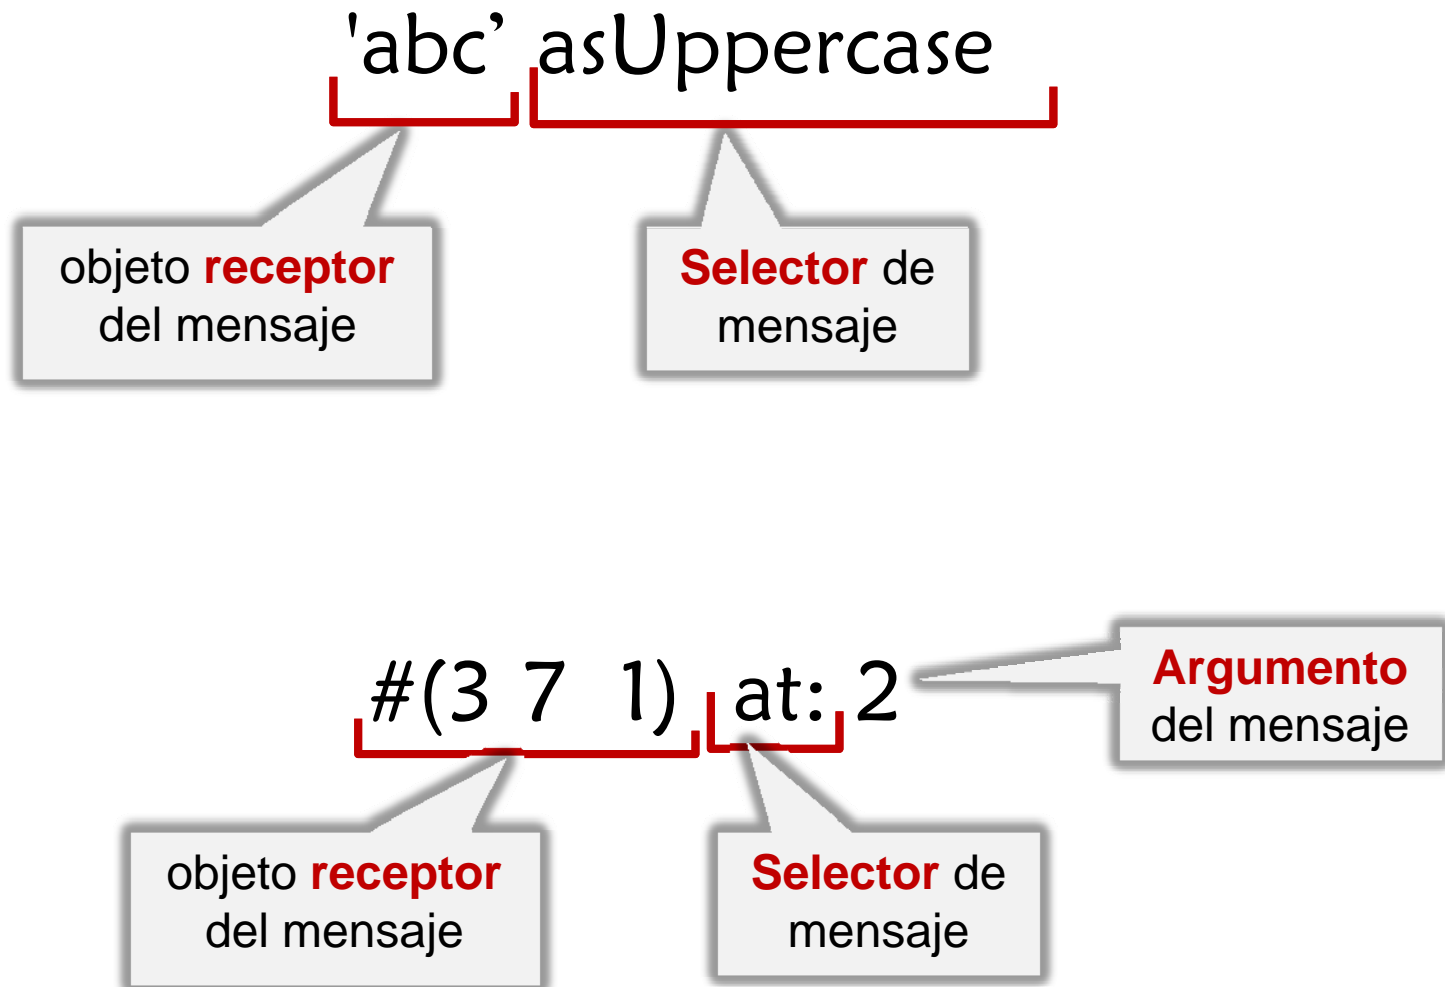 'abc’ asUppercase
objeto receptor
del mensaje
Selector de
mensaje
#(3 7 1) at: 2
Argumento
del mensaje
objeto receptor
del mensaje
Selector de
mensaje